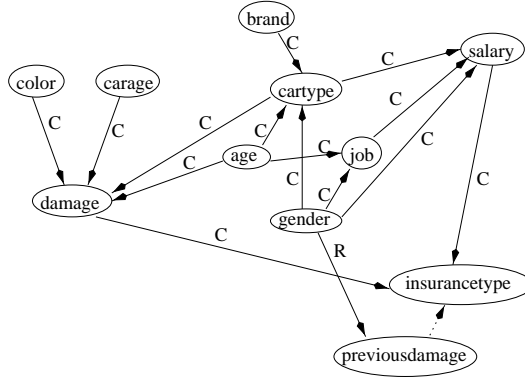 brand
C
salary
color
carage
C
cartype
C
C
C
C
C
C
age
C
job
C
C
C
C
damage
gender
C
R
insurancetype
previousdamage